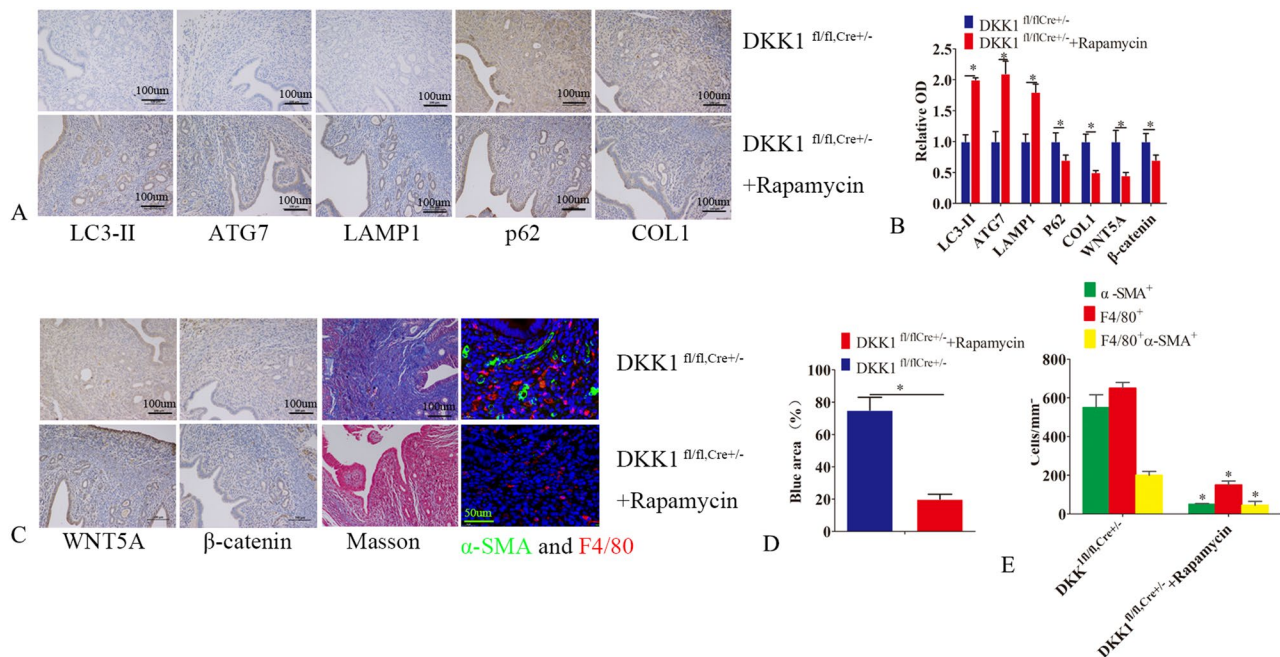 100um 100um 100um 100um 100um
DKK1 fl/fl,Cre+/-
100um 100um 100um 100um 100um
DKK1 fl/fl,Cre+/-
+Rapamycin
A
LC3-II ATG7 LAMP1 p62 COL1
DKK1 fl/flCre+/-
DKK1 fl/flCre+/-+Rapamycin
Relative OD
2.5
2.0
1.5
1.0
0.5
0.0
* * * * * * *
LC3-II ATG7 LAMP1 P62 COL1 WNT5A β-catenin
B
100um 100um 100um
DKK1 fl/fl,Cre+/-
50um
DKK1 fl/fl,Cre+/-
+Rapamycin
C
WNT5A β-catenin Masson α-SMA and F4/80
DKK1 fl/flCre+/-+Rapamycin
DKK1 fl/flCre+/-
Blue area (%)
100
80
60
40
20
0
*
D
α-SMA+
F4/80+
F4/80+α-SMA+
Cells/mm-
800
600
400
200
0
* * *
DKK1fl/fl,Cre+/-
DKK1fl/fl,Cre+/-+Rapamycin
E